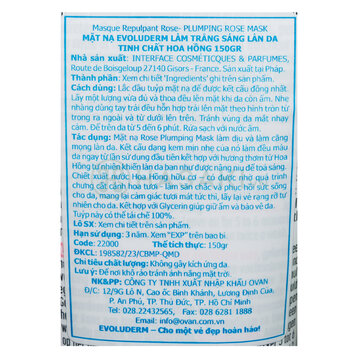 Masque Repulpant Rose- PLUMPING ROSE MASK
MẶT NẠ EVOLUDERM LÀM TRẮNG SÁNG LÀN DA
TINH CHẤT HOA HỒNG 150GR
Nhà sản xuất: INTERFACE COSMETICQUES & PARFUMES,
Route de Boisgeloup 27140 Gisors - France. Sản xuất tại Pháp.
Thành phần: Xem chi tiết 'Ingredients' ghi trên sản phẩm.
Cách dùng: Lắc đầu tuýp mặt nạ để được kết cấu đồng nhất.
Lấy một lượng vừa đủ và thoa đều lên mặt khi da còn ẩm. Nhẹ
nhàng dùng tay trải đều hỗn hợp trải lên mặt theo hình tròn từ
trong ra ngoài và từ dưới lên trên. Tránh vùng da mắt nhạy
cảm. Để trên da từ 5 đến 6 phút. Rửa sạch với nước ấm.
Tác dụng: Mặt nạ Rose Plumping Mask làm dịu và làm căng
mọng làn da. Kết cấu dạng kem mịn nhẹ của nó làm đều màu
da ngay từ lần sử dụng đầu tiên kết hợp với hương thơm từ Hoa
Hồng tự nhiên khiến làn da bạn như được nâng niu để toả sáng.
Chiết xuất nước Hoa Hồng hữu cơ - có được nhờ quá trình
chưng cất cánh hoa tươi - làm săn chắc và phục hồi sức sống
cho da, mang lại cảm giác tươi mát tức thì, lấy lại vẻ rạng rỡ tự
nhiên cho da. Kết hợp với Glycerin giúp giữ ẩm và bảo vệ da.
Tuýp này có thể tái chế 100%.
Lô SX: Xem chi tiết trên sản phẩm.
Hạn sử dụng: 3 năm. Xem "EXP" trên bao bì.
Code: 22000 Thể tích thực: 150gr
ĐKCL: 198582/23/CBMP-QMD
Chỉ tiêu chất lượng: Không gây kích ứng da.
Lưu ý: Để nơi khô ráo tránh ánh nắng mặt trời.
NK&PP: CÔNG TY TNHH XUẤT NHẬP KHẨU OVAN
Đ/C: 12/9G Lô N, Cao Ốc Bình Khánh, Lương Định Của,
P. An Phú, TP. Thủ Đức, TP. Hồ Chí Minh
Tel: 028.22432565, Fax: 028 6281 1888
Email: info@ovan.com.vn
EVOLUDERM - Cho một vẻ đẹp hoàn hảo!